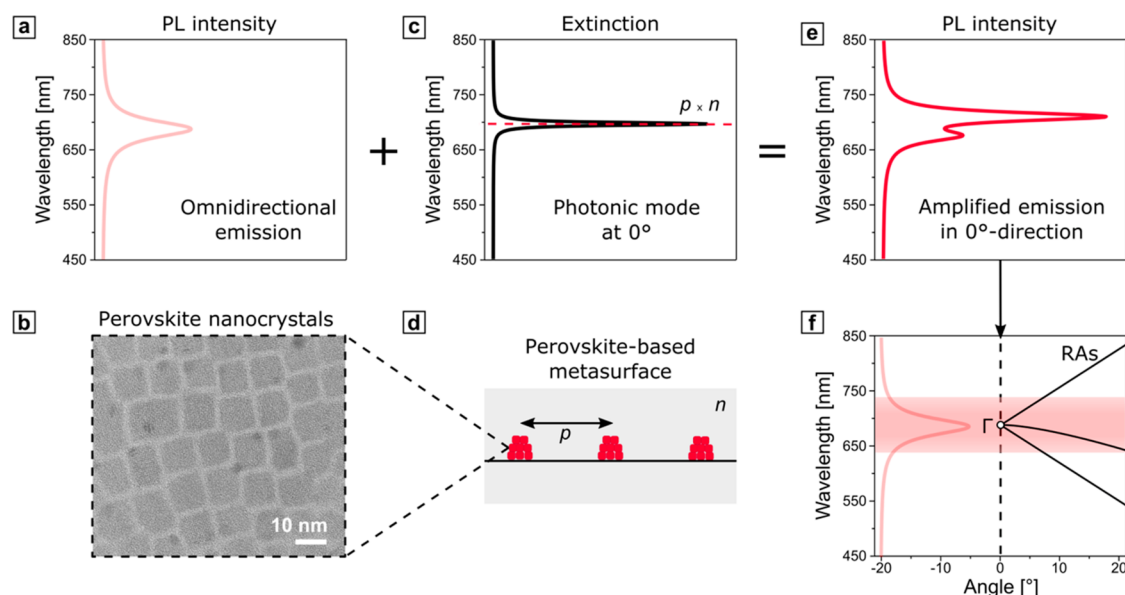 a
PL intensity
Wavelength [nm]
850
750
650
550
450
Omnidirectional
emission
+
c
Extinction
Wavelength [nm]
850
750
650
550
450
p × n
Photonic mode
at 0°
=
e
PL intensity
Wavelength [nm]
850
750
650
550
450
Amplified emission
in 0°-direction
b
Perovskite nanocrystals
10 nm
d
Perovskite-based
metasurface
n
p
f
Wavelength [nm]
850
750
650
550
450
RAs
Γ
-20 -10 0 10 20
Angle [°]